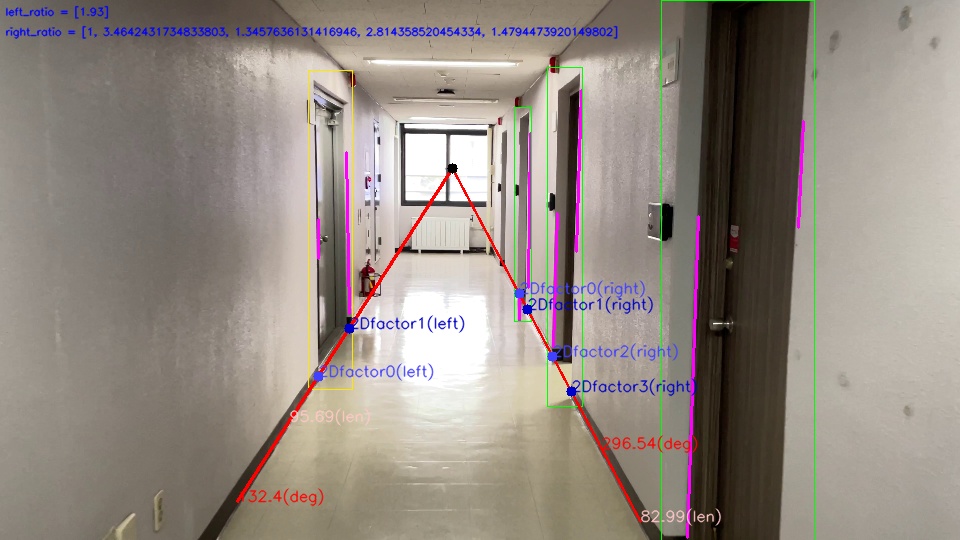 left_ratio = [1.93]
right_ratio = [1, 3.4642431734833803, 1.3457636131416946, 2.814358520454334, 1.4794473920149802]
2Dfactor0(right)
2Dfactor1(right)
2Dfactor1(left)
2Dfactor2(right)
2Dfactor0(left)
2Dfactor3(right)
95.69(len)
296.54(deg)
32.4(deg)
82.99(len)